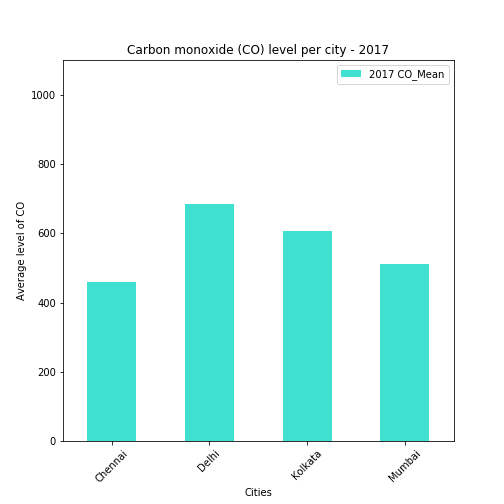 Carbon monoxide (CO) level per city - 2017
2017 CO_Mean
1000
800
600
400
200
0
Average level of CO
Chennai
Delhi
Kolkata
Mumbai
Cities